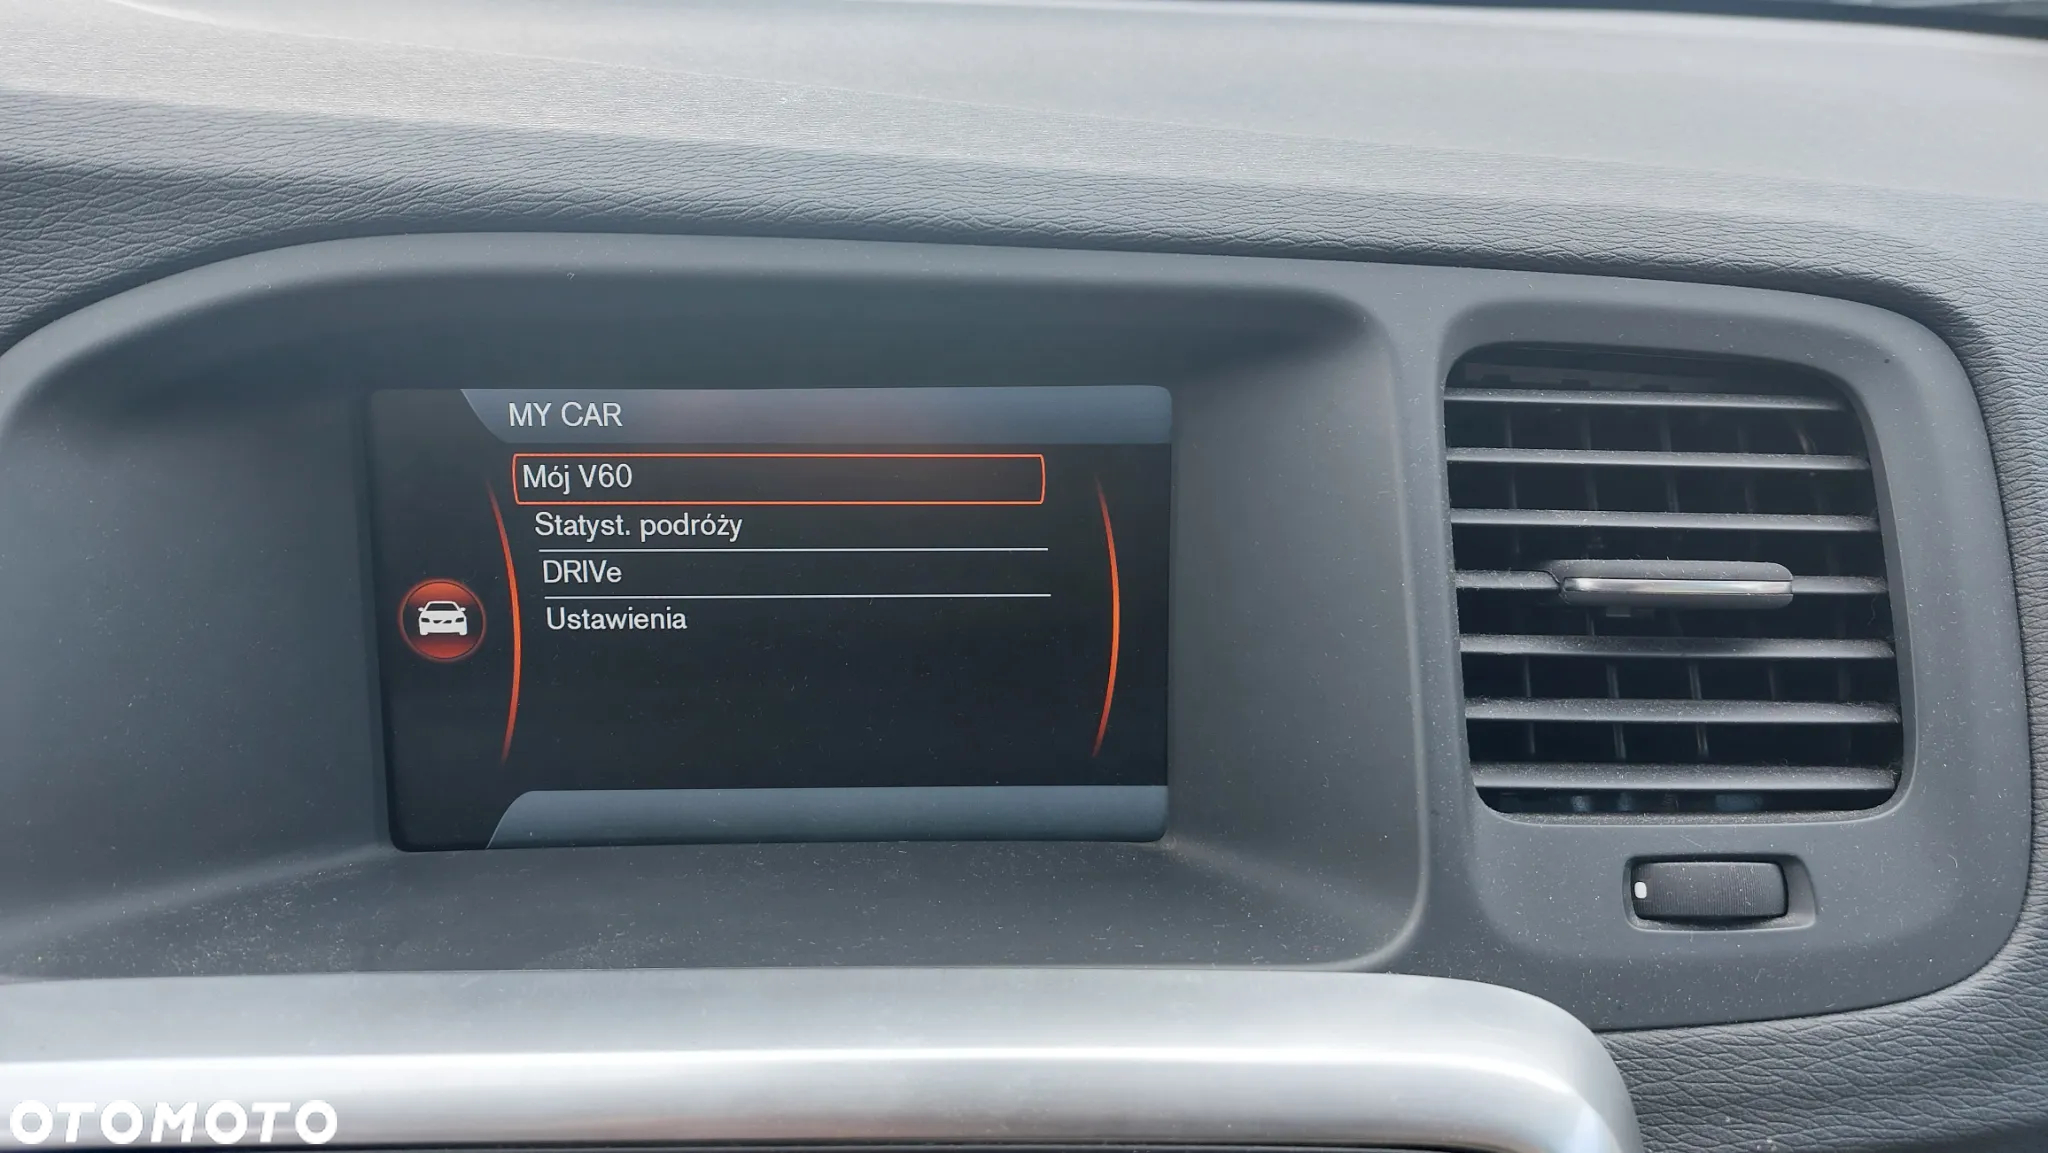 MY CAR
Mój V60
Statyst. podróży
DRIVe
Ustawienia
OTOMOTO